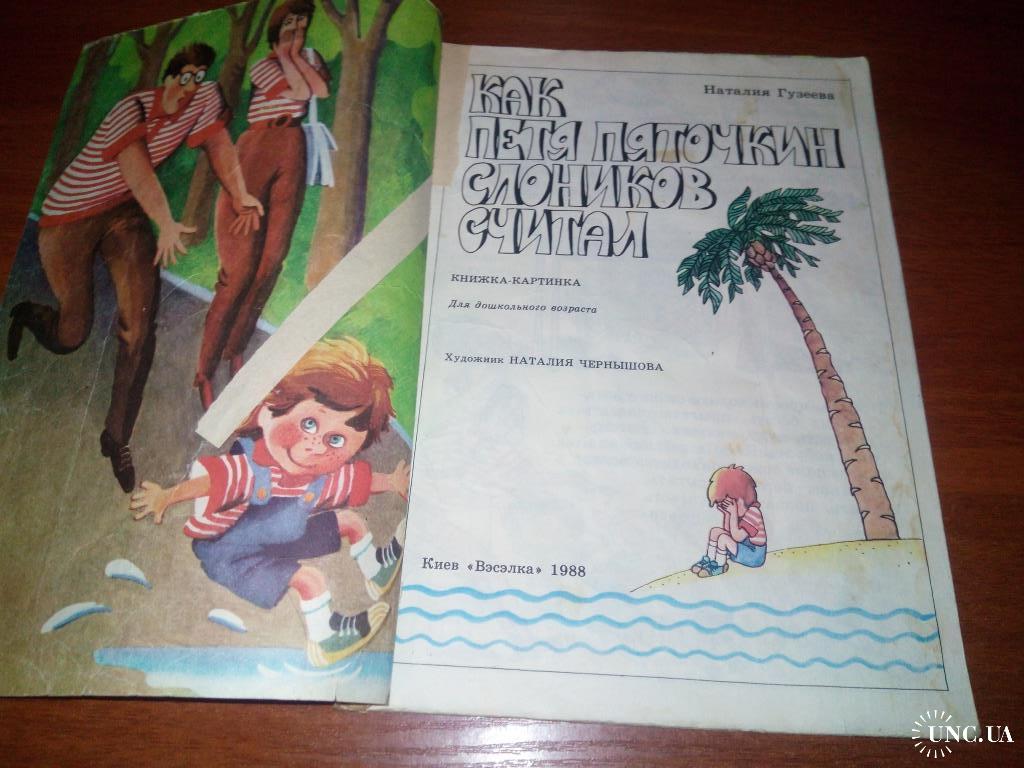 Наталия Гузеева
КАК
ПЕТЯ ПЯТОЧКИН
СЛОНИКОВ
СЧИТАЛ
КНИЖКА-КАРТИНКА
Для дошкольного возраста
Художник НАТАЛИЯ ЧЕРНЫШОВА
Киев «Вэсэлка» 1988
UNC.UA